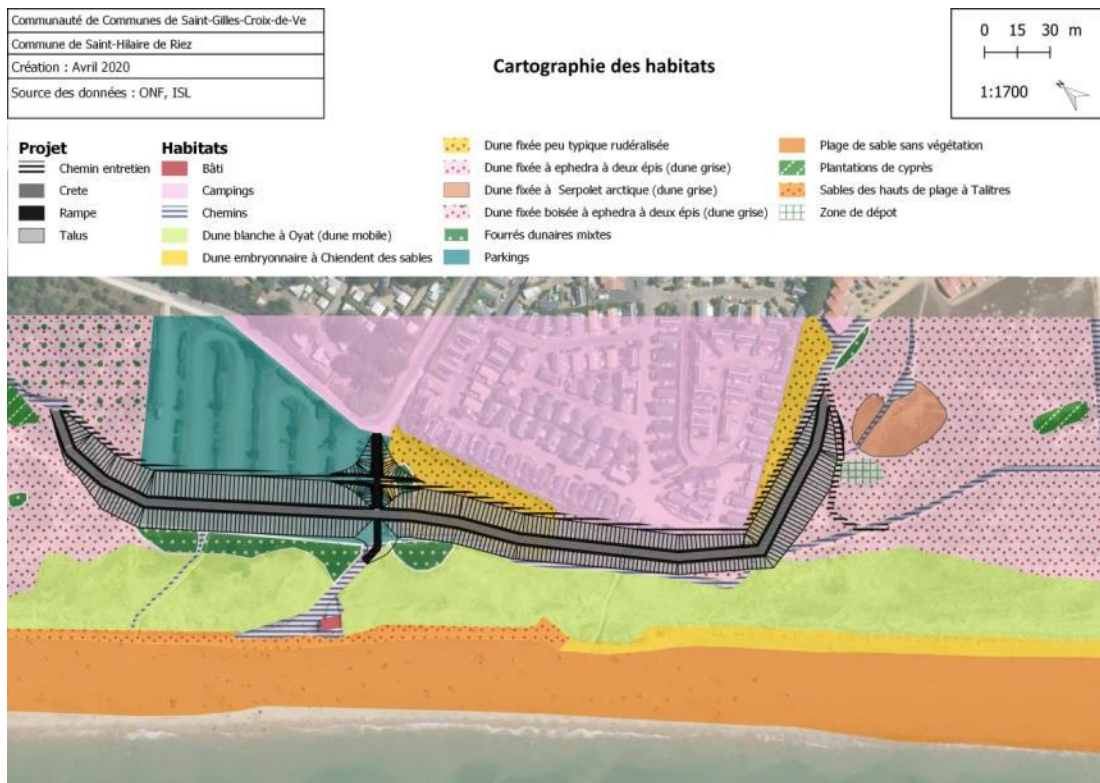 Communauté de Communes de Saint-Gilles-Croix-de-Ve
Commune de Saint-Hilaire de Riez
Création : Avril 2020
Source des données : ONF, ISL
Cartographie des habitats
0 15 30 m
1:1700
N
Projet
Chemin entretien
Crete
Rampe
Talus
Habitats
Bâti
Campings
Chemins
Dune blanche à Oyat (dune mobile)
Dune embryonnaire à Chiendent des sables
Dune fixée peu typique rudéralisée
Dune fixée à ephedra à deux épis (dune grise)
Dune fixée à Serpolet arctique (dune grise)
Dune fixée boisée à ephedra à deux épis (dune grise)
Fourrés dunaires mixtes
Parkings
Plage de sable sans végétation
Plantations de cyprès
Sables des hauts de plage à Talitres
Zone de dépot